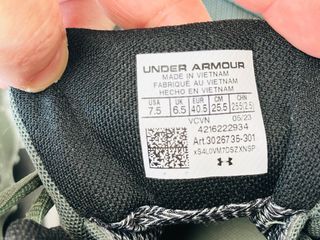 UNDER ARMOUR
MADE IN VIETNAM
FABRIQUÉ AU VIETNAM
HECHO EN VIETNAM
USA UK EUR CM CHN
7.5 6.5 40.5 25.5 255(2.5)
VCVN 05/23
4216222934
Art.3026735-301
xS4L0VM7DSZXNSP